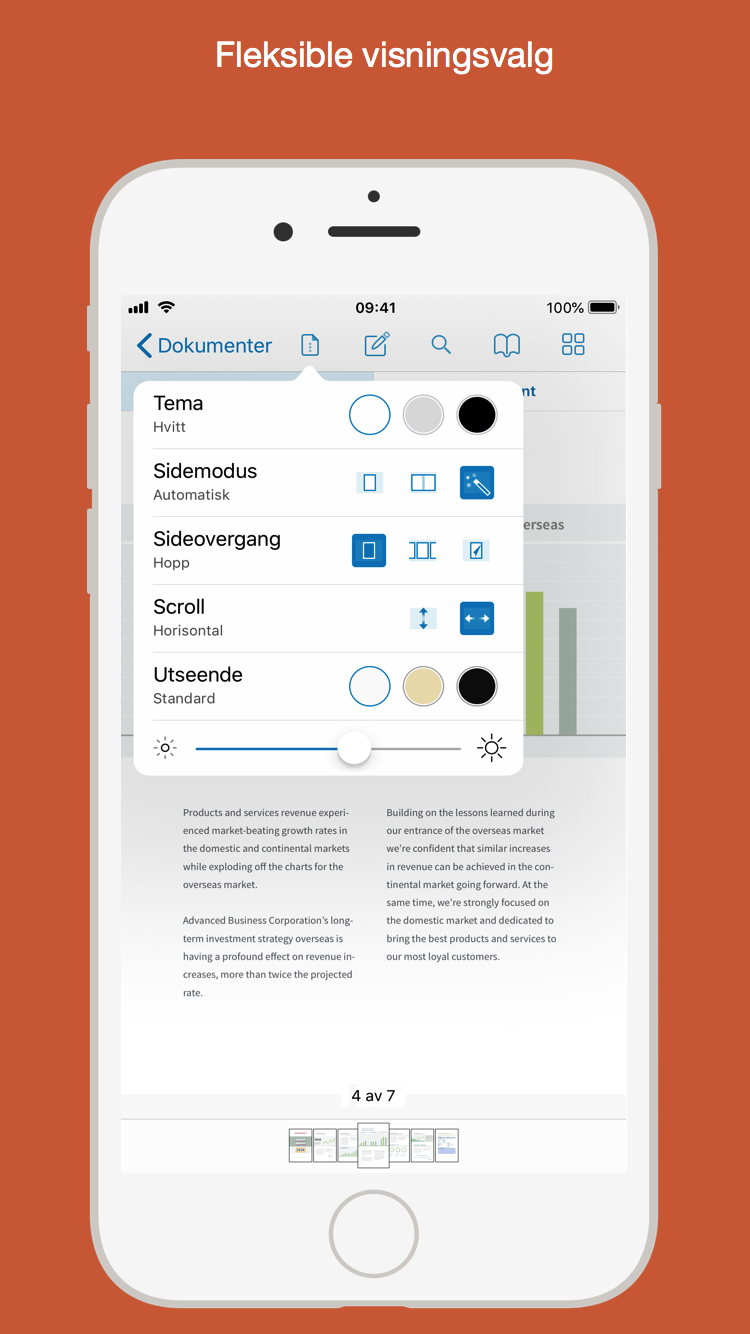 Fleksible visningsvalg
09:41
100%
Dokumenter
nt
Tema
Hvitt
Sidemodus
Automatisk
Sideovergang
Hopp
erseas
Scroll
Horisontal
Utseende
Standard
Products and services revenue experi-
enced market-beating growth rates in
the domestic and continental markets
while exploding off the charts for the
overseas market.
Advanced Business Corporation's long-
term investment strategy overseas is
having a profound effect on revenue in-
creases, more than twice the projected
rate.
Building on the lessons learned during
our entrance of the overseas market
we're confident that similar increases
in revenue can be achieved in the con-
tinental market going forward. At the
same time, we're strongly focused on
the domestic market and dedicated to
bring the best products and services to
our most loyal customers.
4 av 7